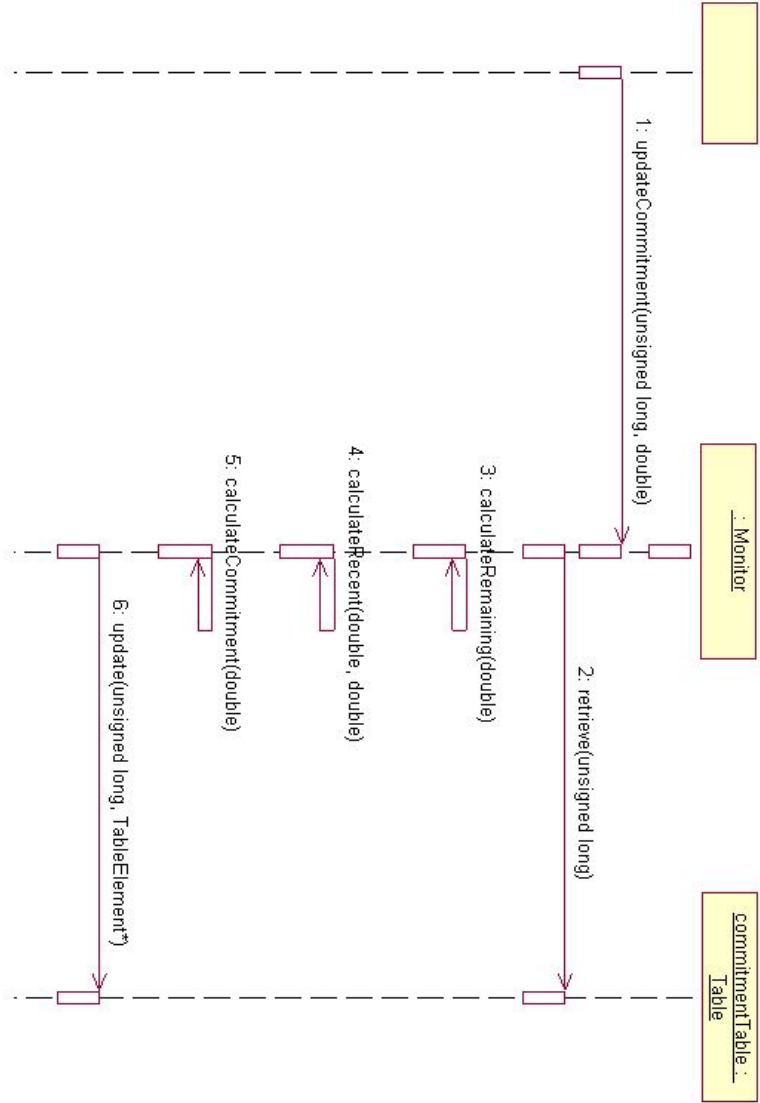 : Monitor
commitmentTable :
Table
1: updateCommitment(unsigned long, double)
2: retrieve(unsigned long)
3: calculateRemaining(double)
4: calculateRecent(double, double)
5: calculateCommitment(double)
6: update(unsigned long, TableElement*)